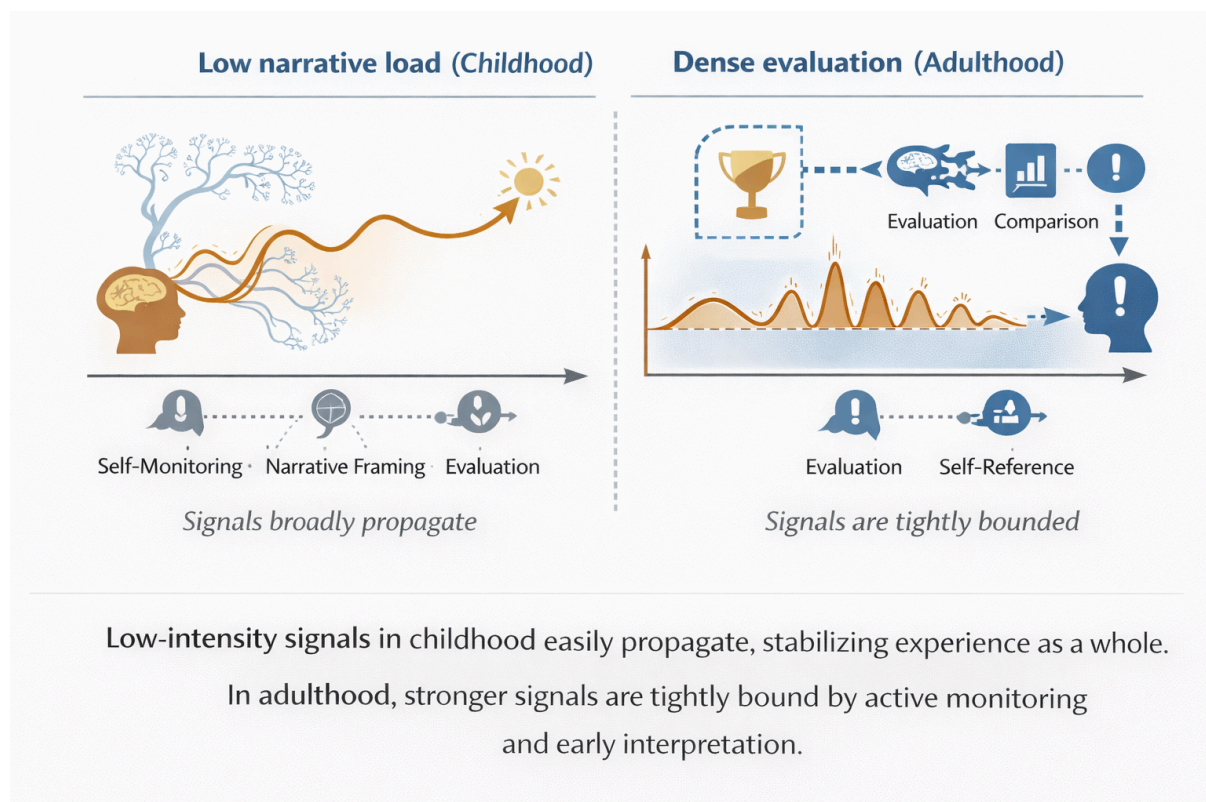 Low narrative load (Childhood)
Dense evaluation (Adulthood)
Evaluation Comparison
Self-Monitoring Narrative Framing Evaluation
Evaluation Self-Reference
Signals broadly propagate
Signals are tightly bounded
Low-intensity signals in childhood easily propagate, stabilizing experience as a whole.
In adulthood, stronger signals are tightly bound by active monitoring
and early interpretation.